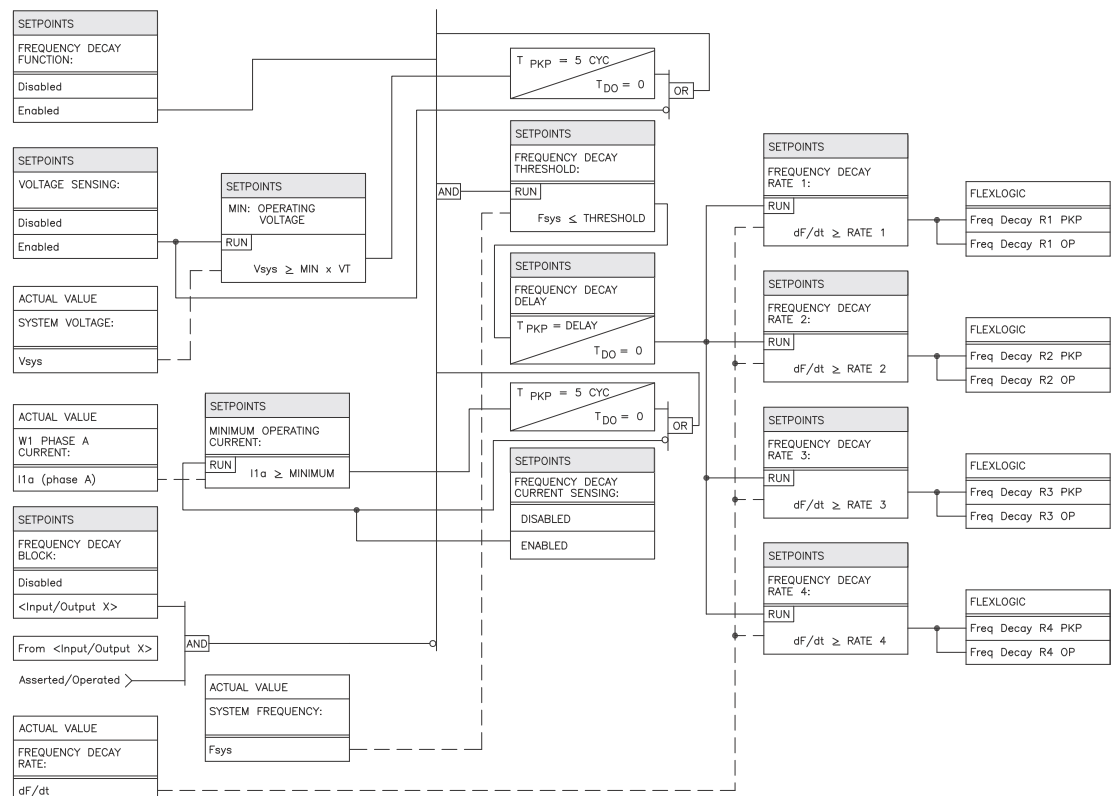 SETPOINTS
FREQUENCY DECAY
FUNCTION:
Disabled
Enabled
SETPOINTS
VOLTAGE SENSING:
Disabled
Enabled
SETPOINTS
MIN: OPERATING
VOLTAGE
RUN
Vsys ≥ MIN x VT
ACTUAL VALUE
SYSTEM VOLTAGE:
Vsys
ACTUAL VALUE
W1 PHASE A
CURRENT:
I1a (phase A)
SETPOINTS
MINIMUM OPERATING
CURRENT:
RUN
I1a ≥ MINIMUM
SETPOINTS
FREQUENCY DECAY
BLOCK:
Disabled
<Input/Output X>
From <Input/Output X>
Asserted/Operated
AND
ACTUAL VALUE
SYSTEM FREQUENCY:
Fsys
ACTUAL VALUE
FREQUENCY DECAY
RATE:
dF/dt
AND
T PKP = 5 CYC
T DO = 0
OR
SETPOINTS
FREQUENCY DECAY
THRESHOLD:
RUN
Fsys ≤ THRESHOLD
SETPOINTS
FREQUENCY DECAY
DELAY
T PKP = DELAY
T DO = 0
T PKP = 5 CYC
T DO = 0
OR
SETPOINTS
FREQUENCY DECAY
CURRENT SENSING:
DISABLED
ENABLED
SETPOINTS
FREQUENCY DECAY
RATE 1:
RUN
dF/dt ≥ RATE 1
FLEXLOGIC
Freq Decay R1 PKP
Freq Decay R1 OP
SETPOINTS
FREQUENCY DECAY
RATE 2:
RUN
dF/dt ≥ RATE 2
FLEXLOGIC
Freq Decay R2 PKP
Freq Decay R2 OP
SETPOINTS
FREQUENCY DECAY
RATE 3:
RUN
dF/dt ≥ RATE 3
FLEXLOGIC
Freq Decay R3 PKP
Freq Decay R3 OP
SETPOINTS
FREQUENCY DECAY
RATE 4:
RUN
dF/dt ≥ RATE 4
FLEXLOGIC
Freq Decay R4 PKP
Freq Decay R4 OP